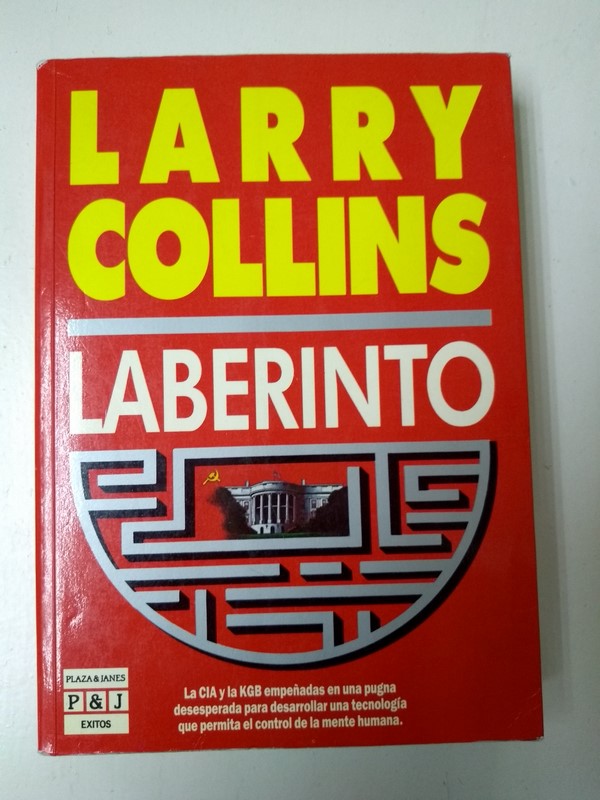 LARRY
COLLINS
LABERINTO
La CIA y la KGB empeñadas en una pugna
desesperada para desarrollar una tecnología
que permita el control de la mente humana.
PLAZA & JANES
P & J
EXITOS